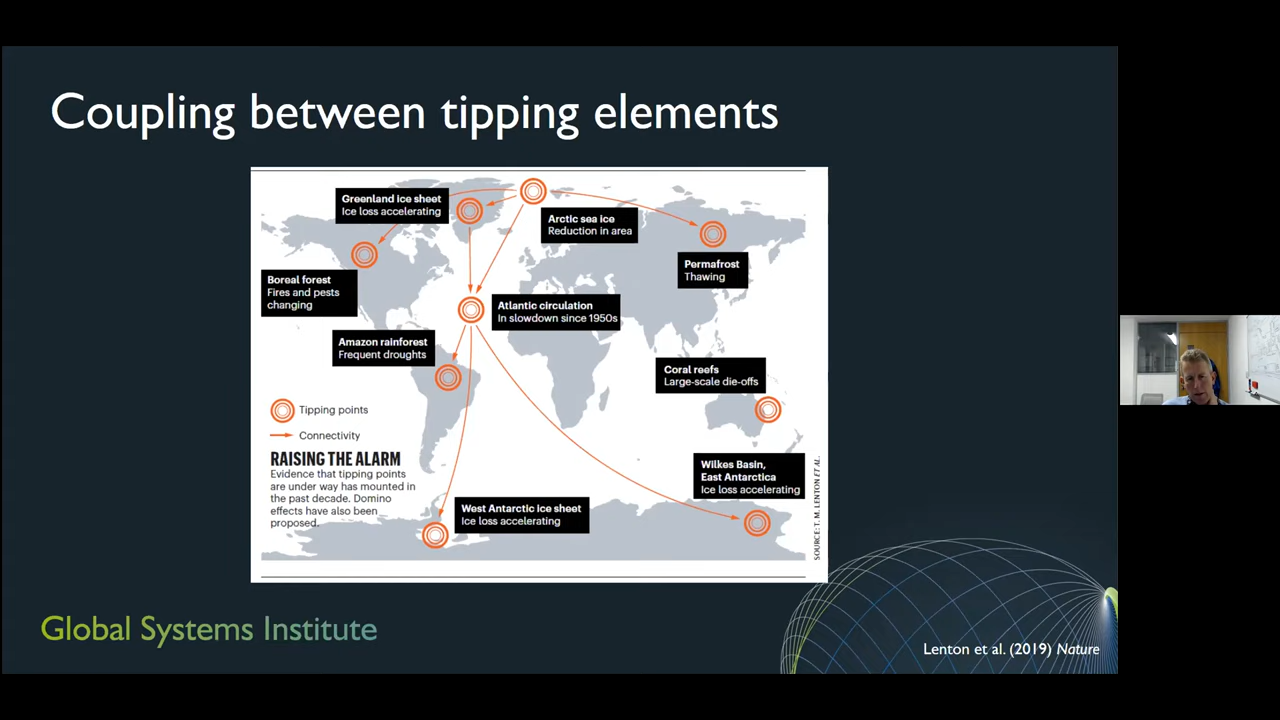 Coupling between tipping elements
Greenland ice sheet
Ice loss accelerating
Arctic sea ice
Reduction in area
Permafrost
Thawing
Boreal forest
Fires and pests
changing
Atlantic circulation
In slowdown since 1950s
Amazon rainforest
Frequent droughts
Coral reefs
Large-scale die-offs
Tipping points
Connectivity
RAISING THE ALARM
Evidence that tipping points
are under way has mounted in
the past decade. Domino
effects have also been
proposed.
Wilkes Basin,
East Antarctica
Ice loss accelerating
West Antarctic ice sheet
Ice loss accelerating
SOURCE: T. M. LENTON ET AL.
Global Systems Institute
Lenton et al. (2019) Nature